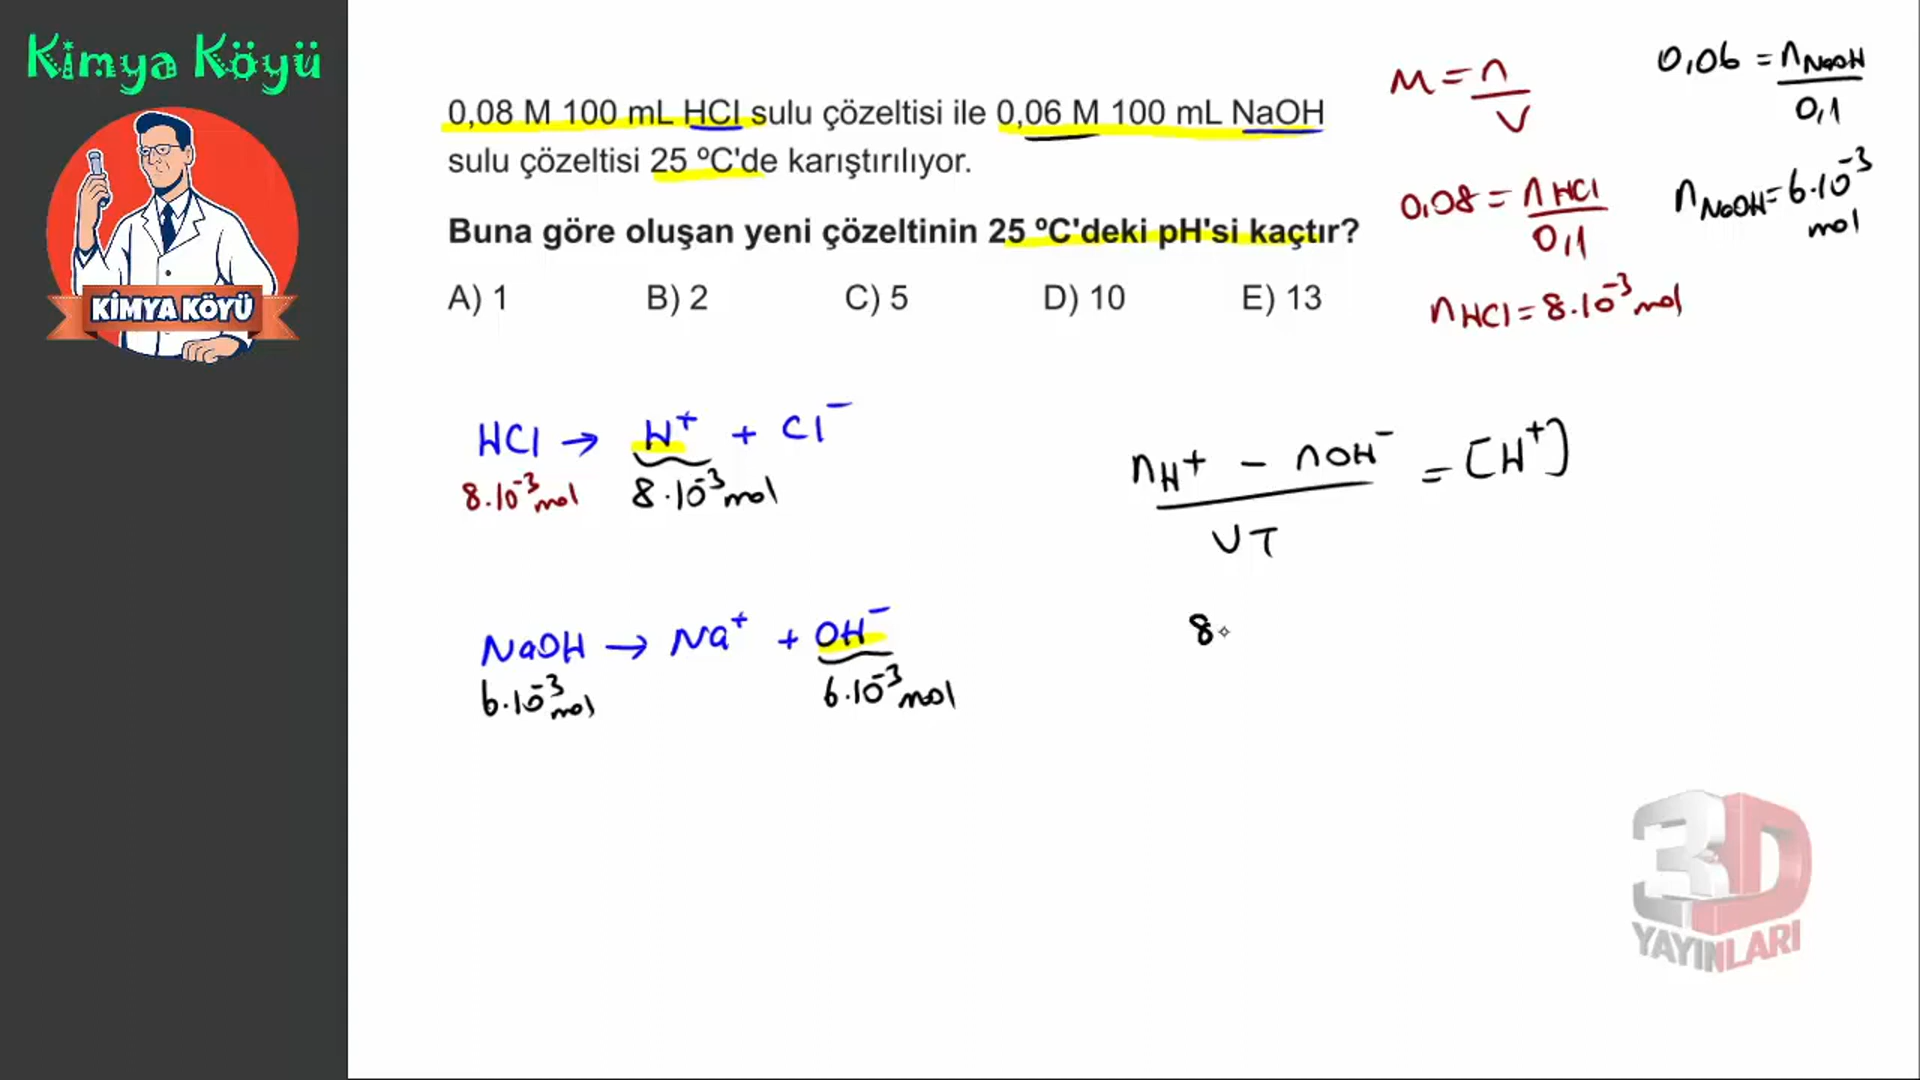 Kimya Köyü
KİMYA KÖYÜ
0,08 M 100 mL HCl sulu çözeltisi ile 0,06 M 100 mL NaOH
sulu çözeltisi 25 ºC'de karıştırılıyor.
Buna göre oluşan yeni çözeltinin 25 ºC'deki pH'si kaçtır?
A) 1 B) 2 C) 5 D) 10 E) 13
M = n / V
0,08 = nHCl / 0,1
nHCl = 8.10⁻³ mol
0,06 = nNaOH / 0,1
nNaOH = 6.10⁻³ mol
HCl → H⁺ + Cl⁻
8.10⁻³ mol 8.10⁻³ mol
NaOH → Na⁺ + OH⁻
6.10⁻³ mol 6.10⁻³ mol
nH⁺ - nOH⁻ / VT = [H⁺]
8.
3D
YAYINLARI